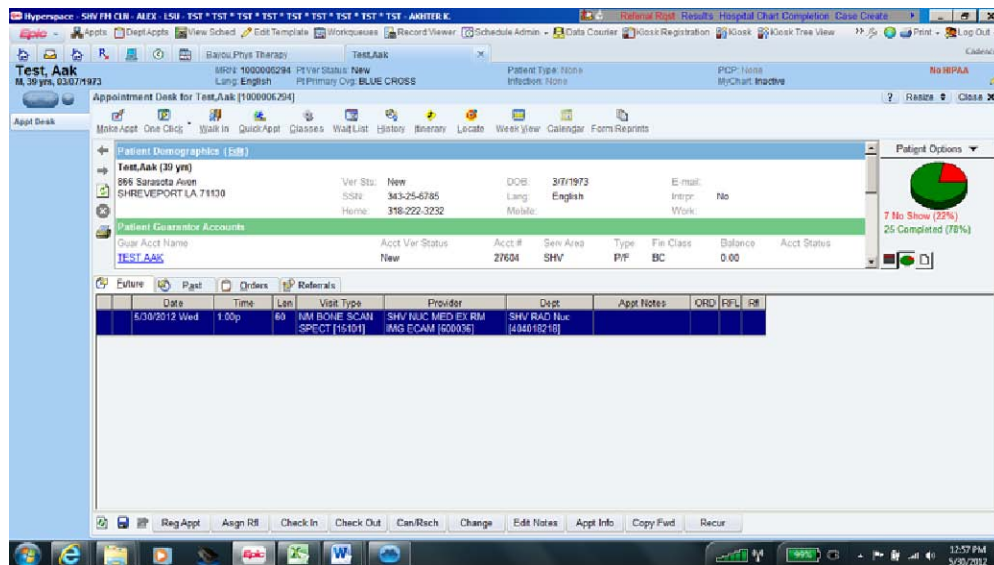 Hyperspace - SHV FH CLN - ALEX - LSU - TST * TST * TST * TST * TST * TST * TST * TST * TST * TST - AKHTER K.
Referral Rqst Results Hospital Chart Completion Case Create
Epic Appts Dept Appts View Sched Edit Template Workqueues Record Viewer Schedule Admin Data Courier Kiosk Registration Kiosk Kiosk Tree View Print Log Out
Bayou,Phys Therapy Test,Aak Cadenc
Test, Aak MRN: 1000006294 Pt Ver Status: New Patient Type: None PCP: None No HIPAA
M, 39 yrs, 03/07/1973 Lang: English Pt Primary Cvg: BLUE CROSS Infection: None MyChart: Inactive
Appointment Desk for Test,Aak [1000006294] ? Resize Close X
Appt Desk
Make Appt One Click Walk In QuickAppt Classes Wait List History Itinerary Locate Week View Calendar Form Reprints
Patient Demographics (Edit) Patient Options
Test,Aak (39 yrs)
866 Sarasota Aven Ver Sts: New DOB: 3/7/1973 E-mail:
SHREVEPORT LA 71130 SSN: 343-25-6785 Lang: English Intrpr: No
Home: 318-222-3232 Mobile: Work:
Patient Guarantor Accounts
7 No Show (22%)
25 Completed (78%)
Guar Acct Name Acct Ver Status Acct # Serv Area Type Fin Class Balance Acct Status
TEST,AAK New 27604 SHV P/F BC 0.00
Future Past Orders Referrals
Date Time Len Visit Type Provider Dept Appt Notes ORD RFL Rfl
5/30/2012 Wed 1:00p 60 NM BONE SCAN SHV NUC MED EX RM SHV RAD Nuc
SPECT [15101] IMG ECAM [600036] [404018218]
Reg Appt Asgn Rfl Check In Check Out Can/Rsch Change Edit Notes Appt Info Copy Fwd Recur
Epic W 99% 12:57 PM
5/30/2012